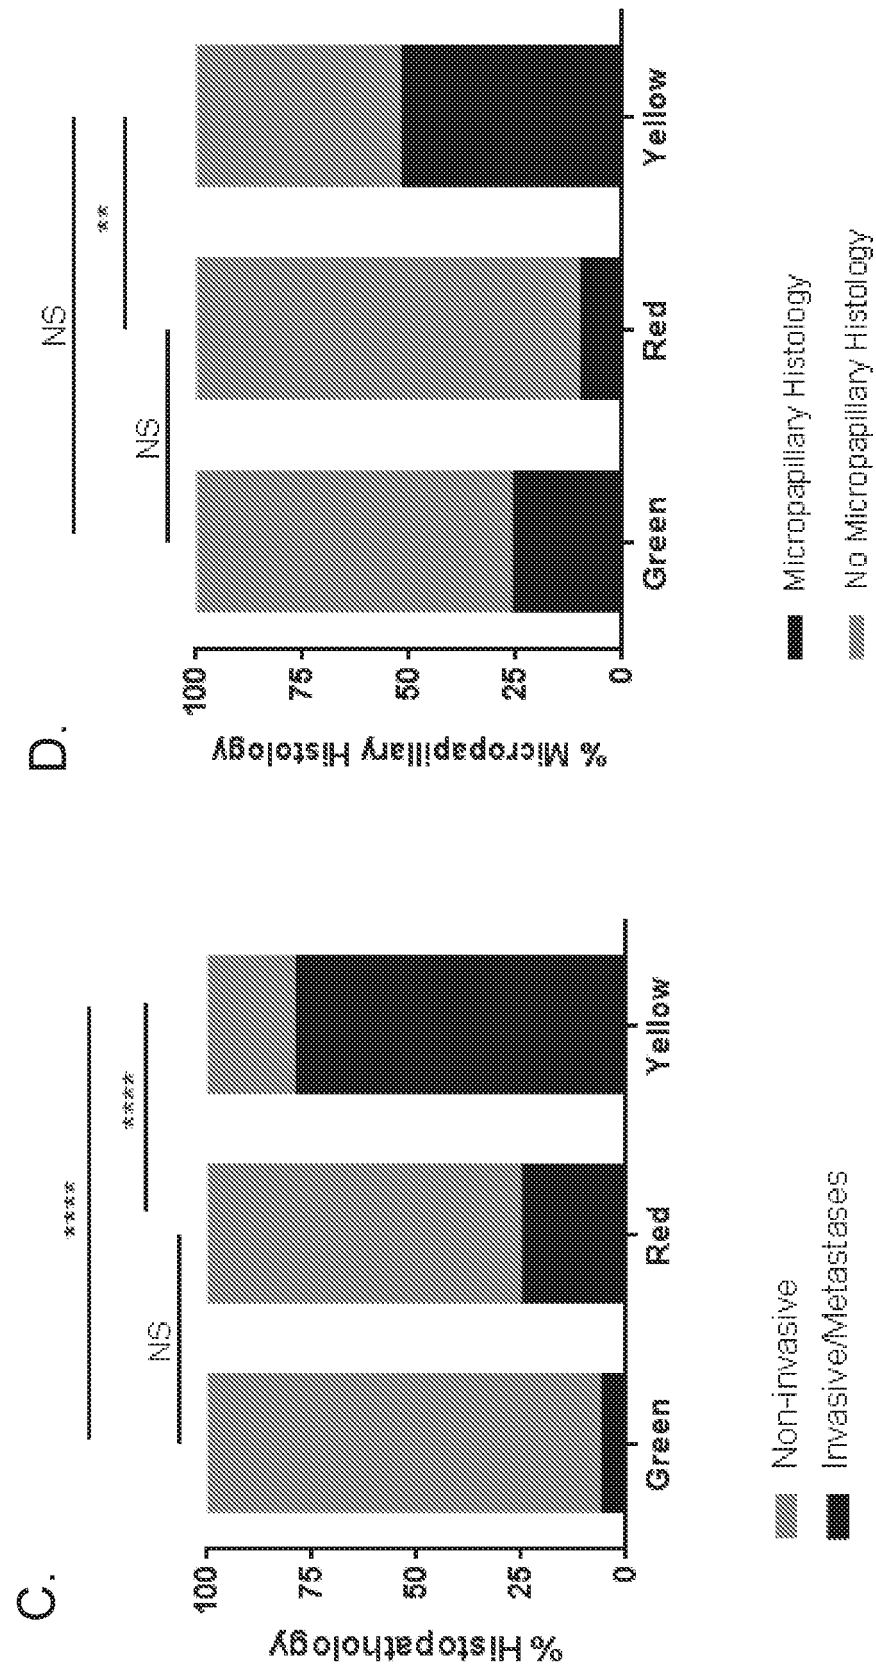 C.
****
****
NS
% Histopathology
100
75
50
25
0
Green
Red
Yellow
Non-invasive
Invasive/Metastases
D.
NS
**
NS
% Micropapillary Histology
100
75
50
25
0
Green
Red
Yellow
Micropapillary Histology
No Micropapillary Histology